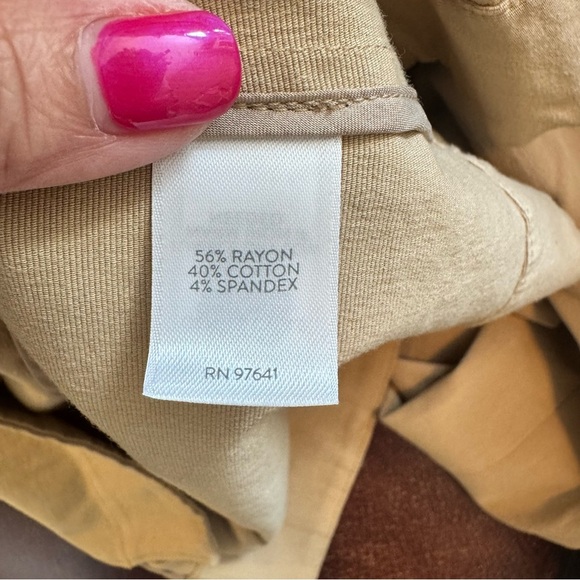 56% RAYON
40% COTTON
4% SPANDEX
RN 97641